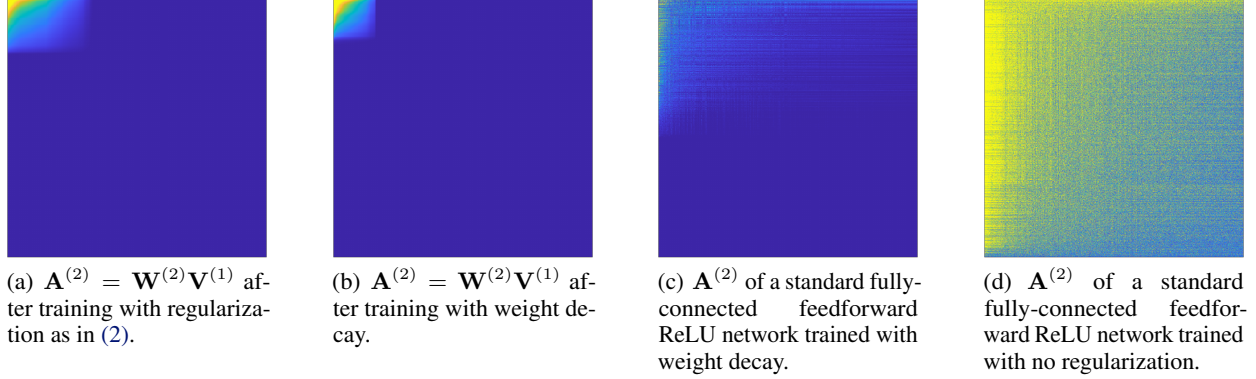 (a) A^(2) = W^(2)V^(1) af-
ter training with regulariza-
tion as in (2).
(b) A^(2) = W^(2)V^(1) af-
ter training with weight de-
cay.
(c) A^(2) of a standard fully-
connected feedforward
ReLU network trained with
weight decay.
(d) A^(2) of a standard
fully-connected feedfor-
ward ReLU network trained
with no regularization.